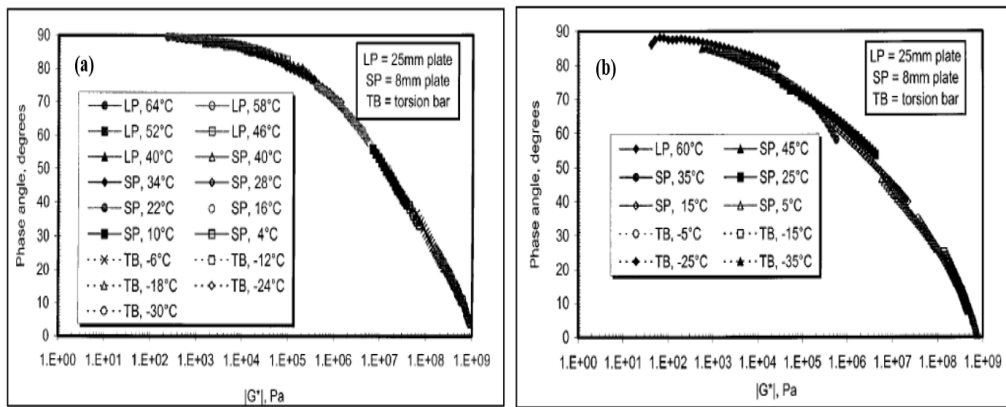 90
80
70
60
50
40
30
20
10
0
Phase angle, degrees
(a)
LP = 25mm plate
SP = 8mm plate
TB = torsion bar
LP, 64°C
LP, 58°C
LP, 52°C
LP, 46°C
LP, 40°C
SP, 40°C
SP, 34°C
SP, 28°C
SP, 22°C
SP, 16°C
SP, 10°C
SP, 4°C
TB, -6°C
TB, -12°C
TB, -18°C
TB, -24°C
TB, -30°C
1.E+00 1.E+02 1.E+03 1.E+04 1.E+05 1.E+06 1.E+07 1.E+08 1.E+09
|G*|, Pa
90
80
70
60
50
40
30
20
10
0
Phase angle, degrees
(b)
LP = 25mm plate
SP = 8mm plate
TB = torsion bar
LP, 60°C
SP, 45°C
SP, 35°C
SP, 25°C
SP, 15°C
SP, 5°C
TB, -5°C
TB, -15°C
TB, -25°C
TB, -35°C
1.E+00 1.E+02 1.E+03 1.E+04 1.E+05 1.E+06 1.E+07 1.E+08 1.E+09
|G*|, Pa